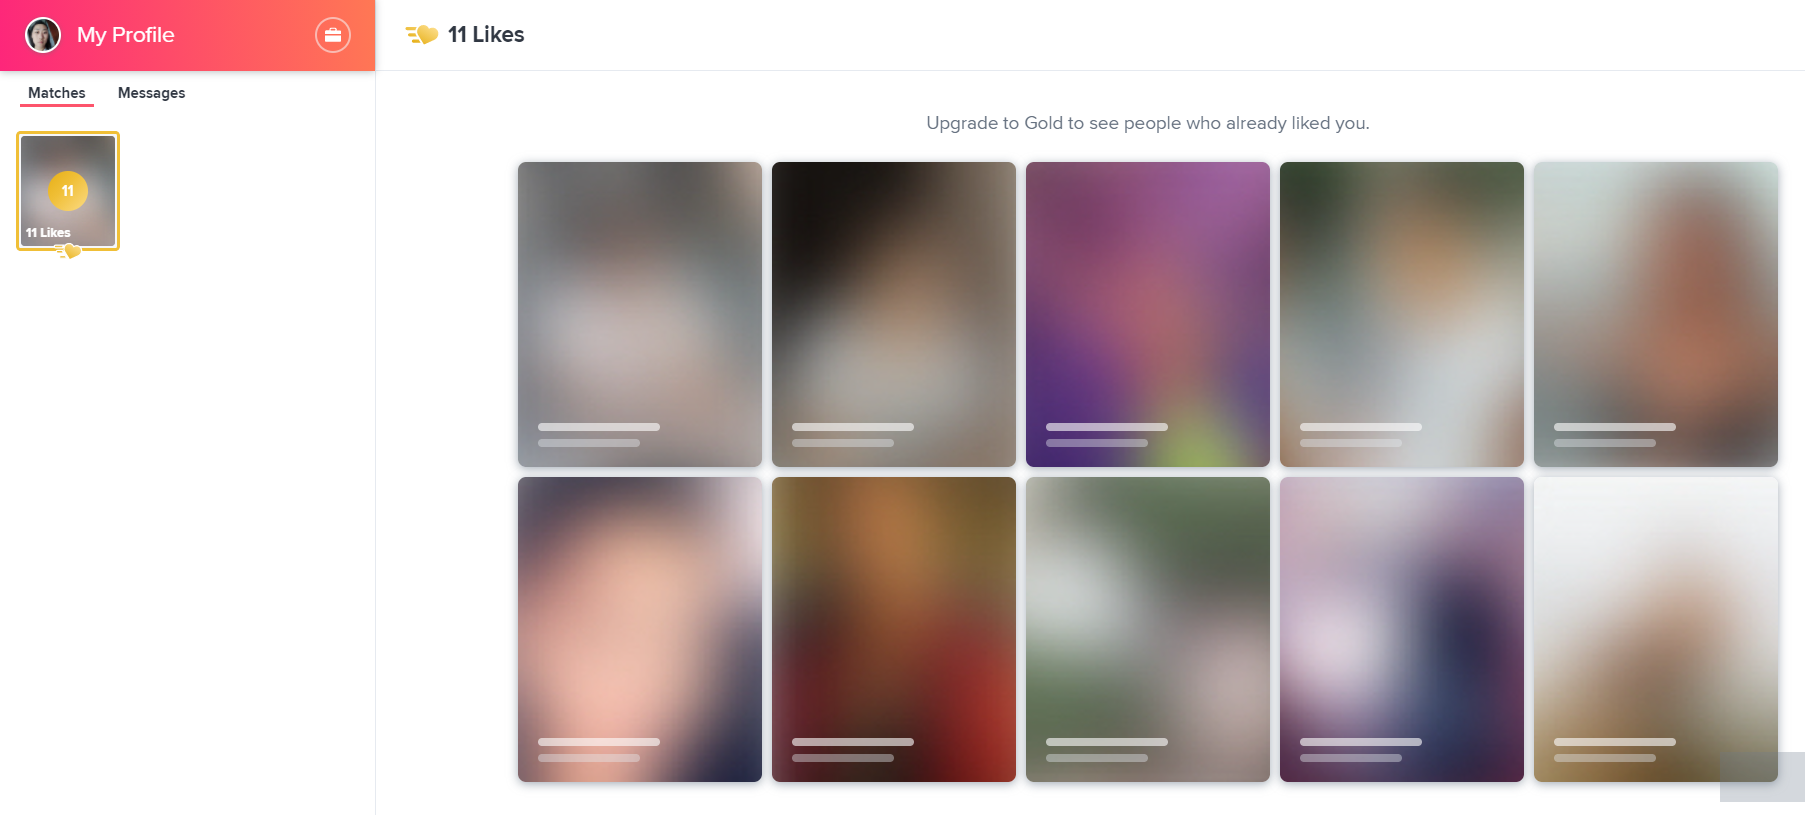 My Profile
Matches Messages
11
11 Likes
11 Likes
Upgrade to Gold to see people who already liked you.